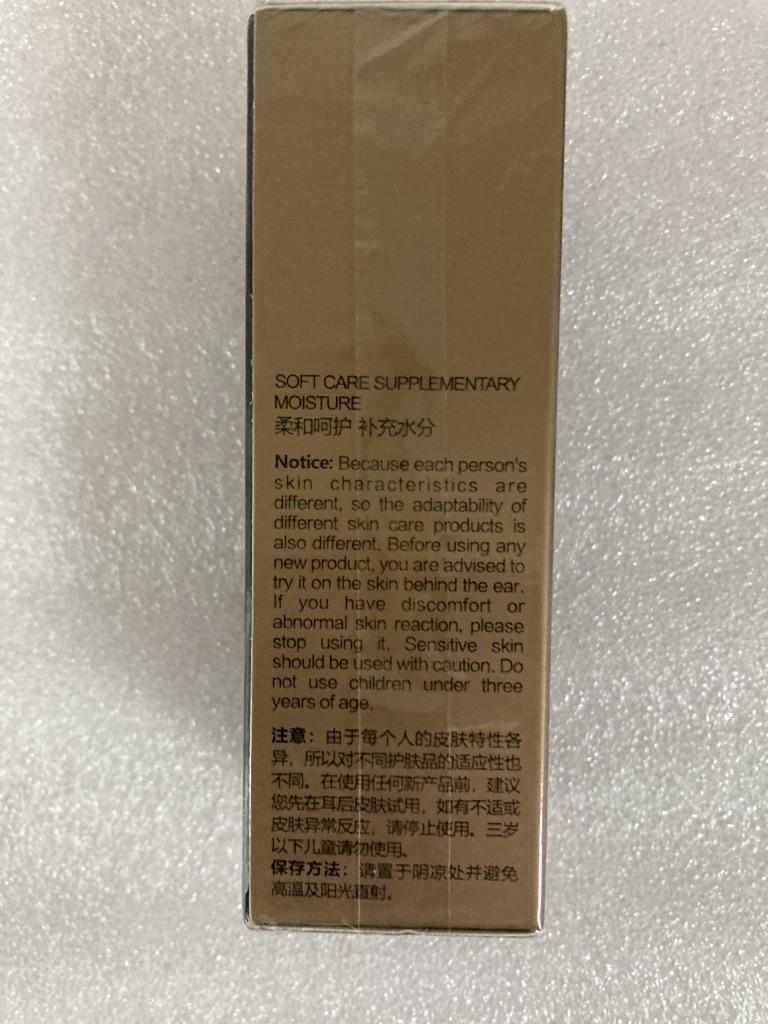 SOFT CARE SUPPLEMENTARY
MOISTURE
柔和呵护 补充水分
Notice: Because each person's
skin characteristics are
different, so the adaptability of
different skin care products is
also different. Before using any
new product, you are advised to
try it on the skin behind the ear.
If you have discomfort or
abnormal skin reaction, please
stop using it. Sensitive skin
should be used with caution. Do
not use children under three
years of age.
注意：由于每个人的皮肤特性各
异，所以对不同护肤品的适应性也
不同。在使用任何新产品前，建议
您先在耳后皮肤试用，如有不适或
皮肤异常反应，请停止使用。三岁
以下儿童请勿使用。
保存方法：请置于阴凉处并避免
高温及阳光直射。